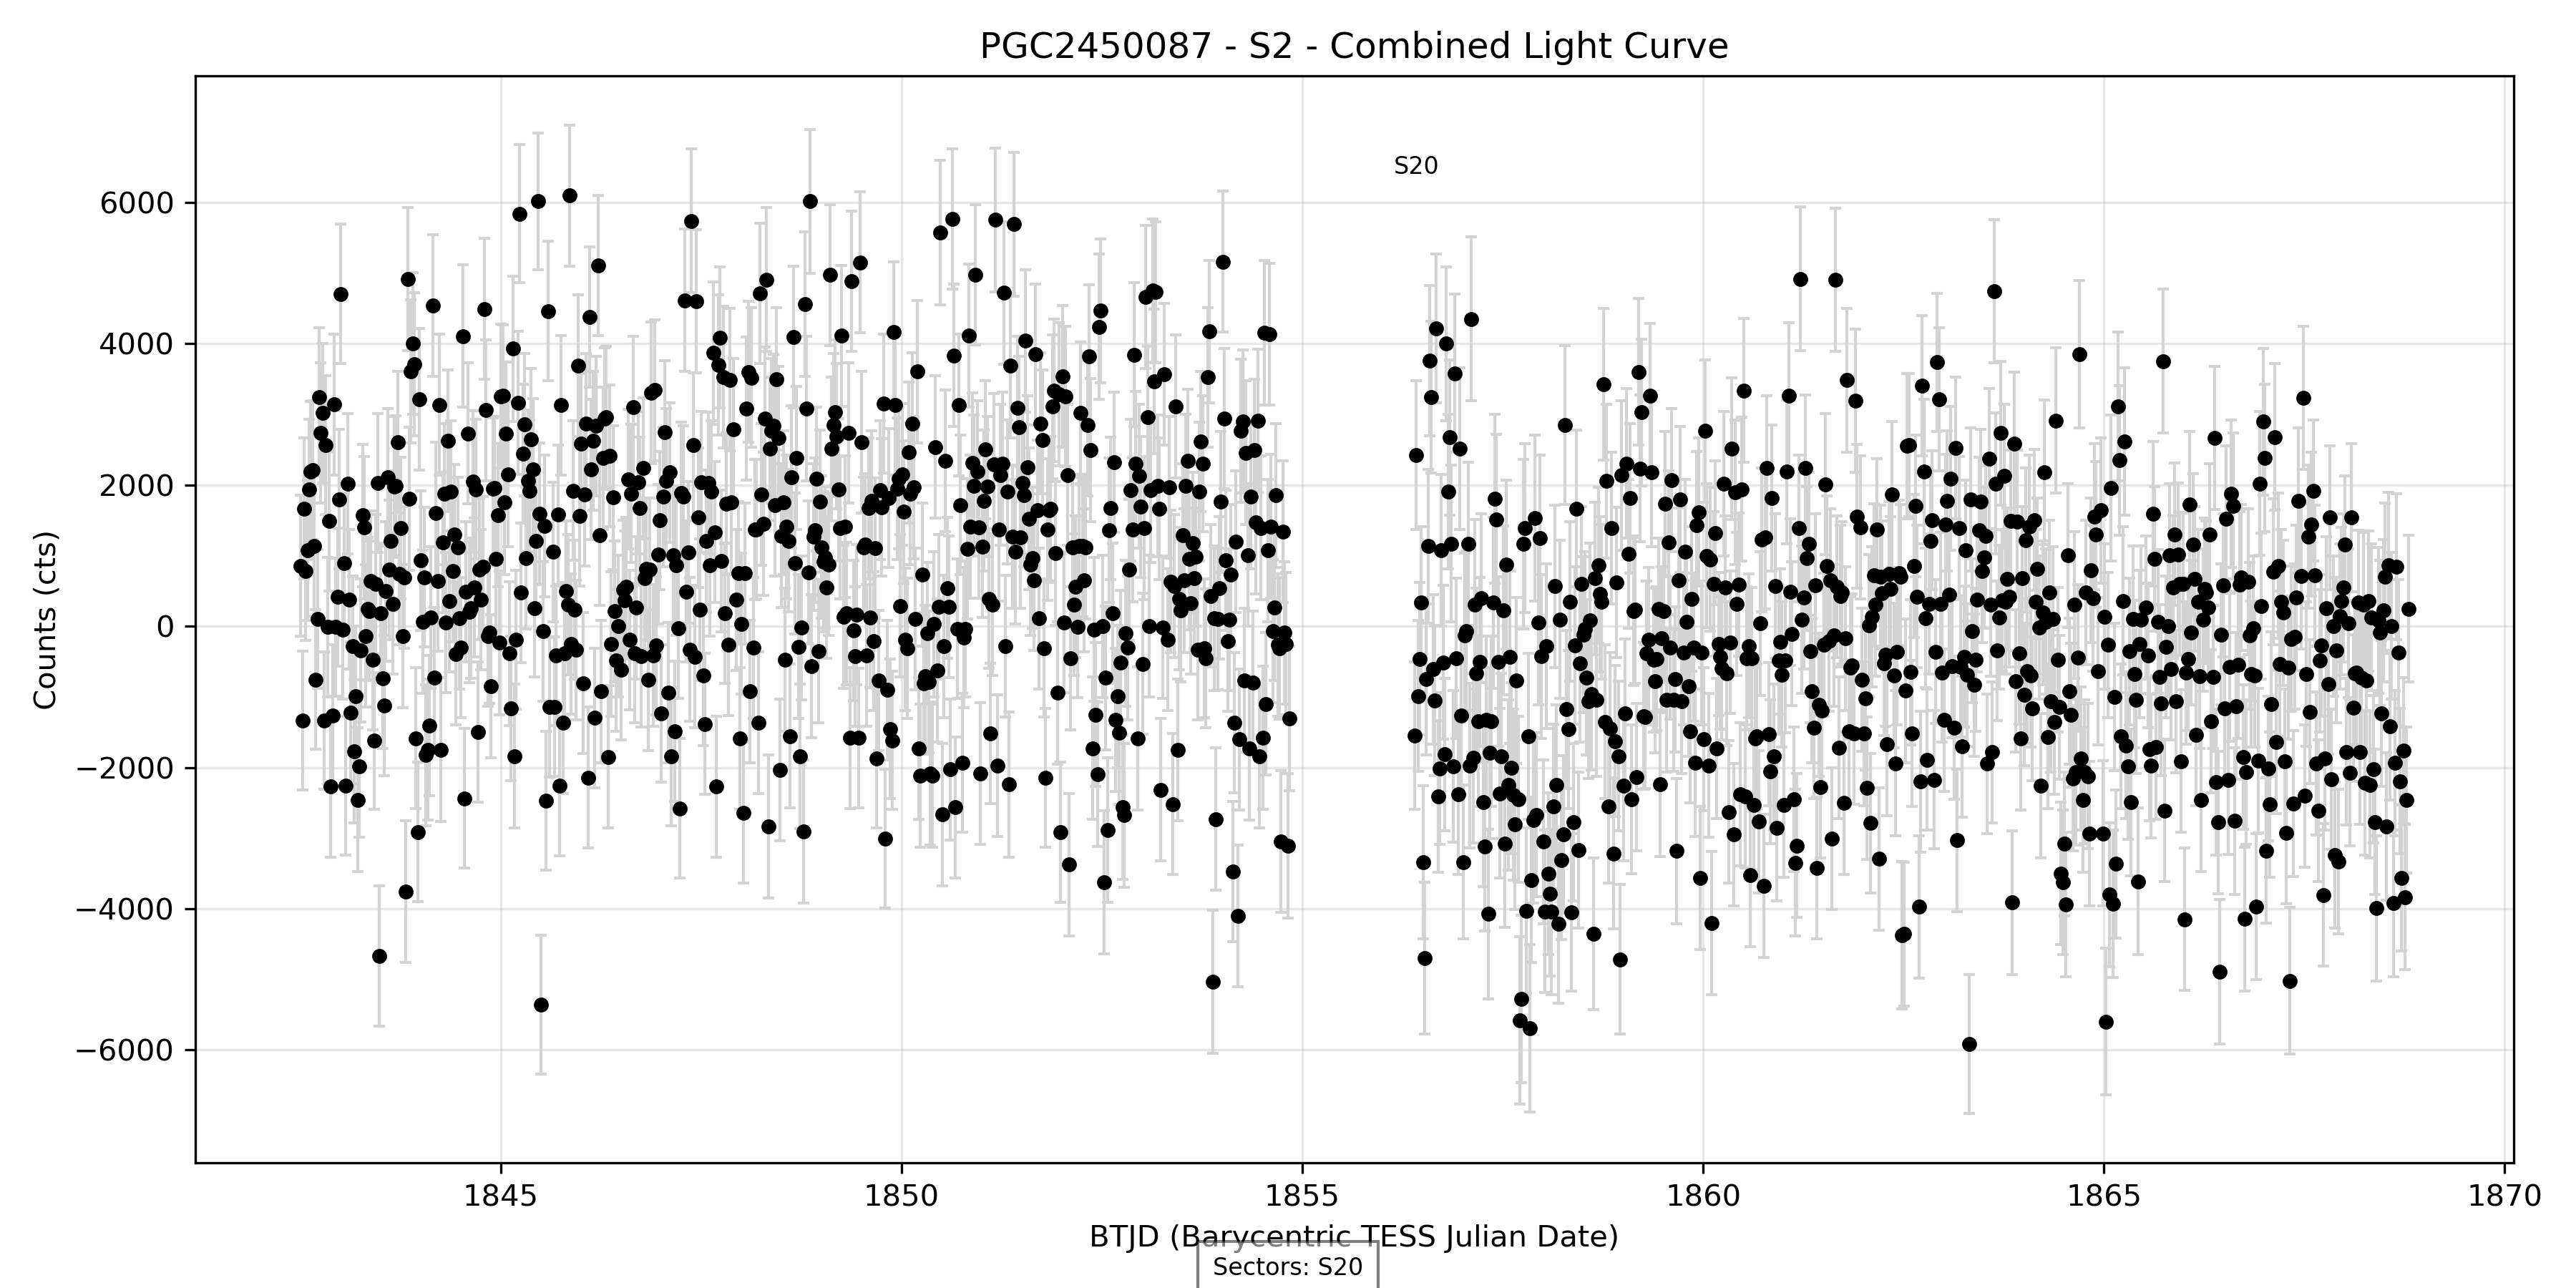 PGC2450087 - S2 - Combined Light Curve
S20
6000
4000
2000
0
−2000
−4000
−6000
Counts (cts)
1845 1850 1855 1860 1865 1870
BTJD (Barycentric TESS Julian Date)
Sectors: S20